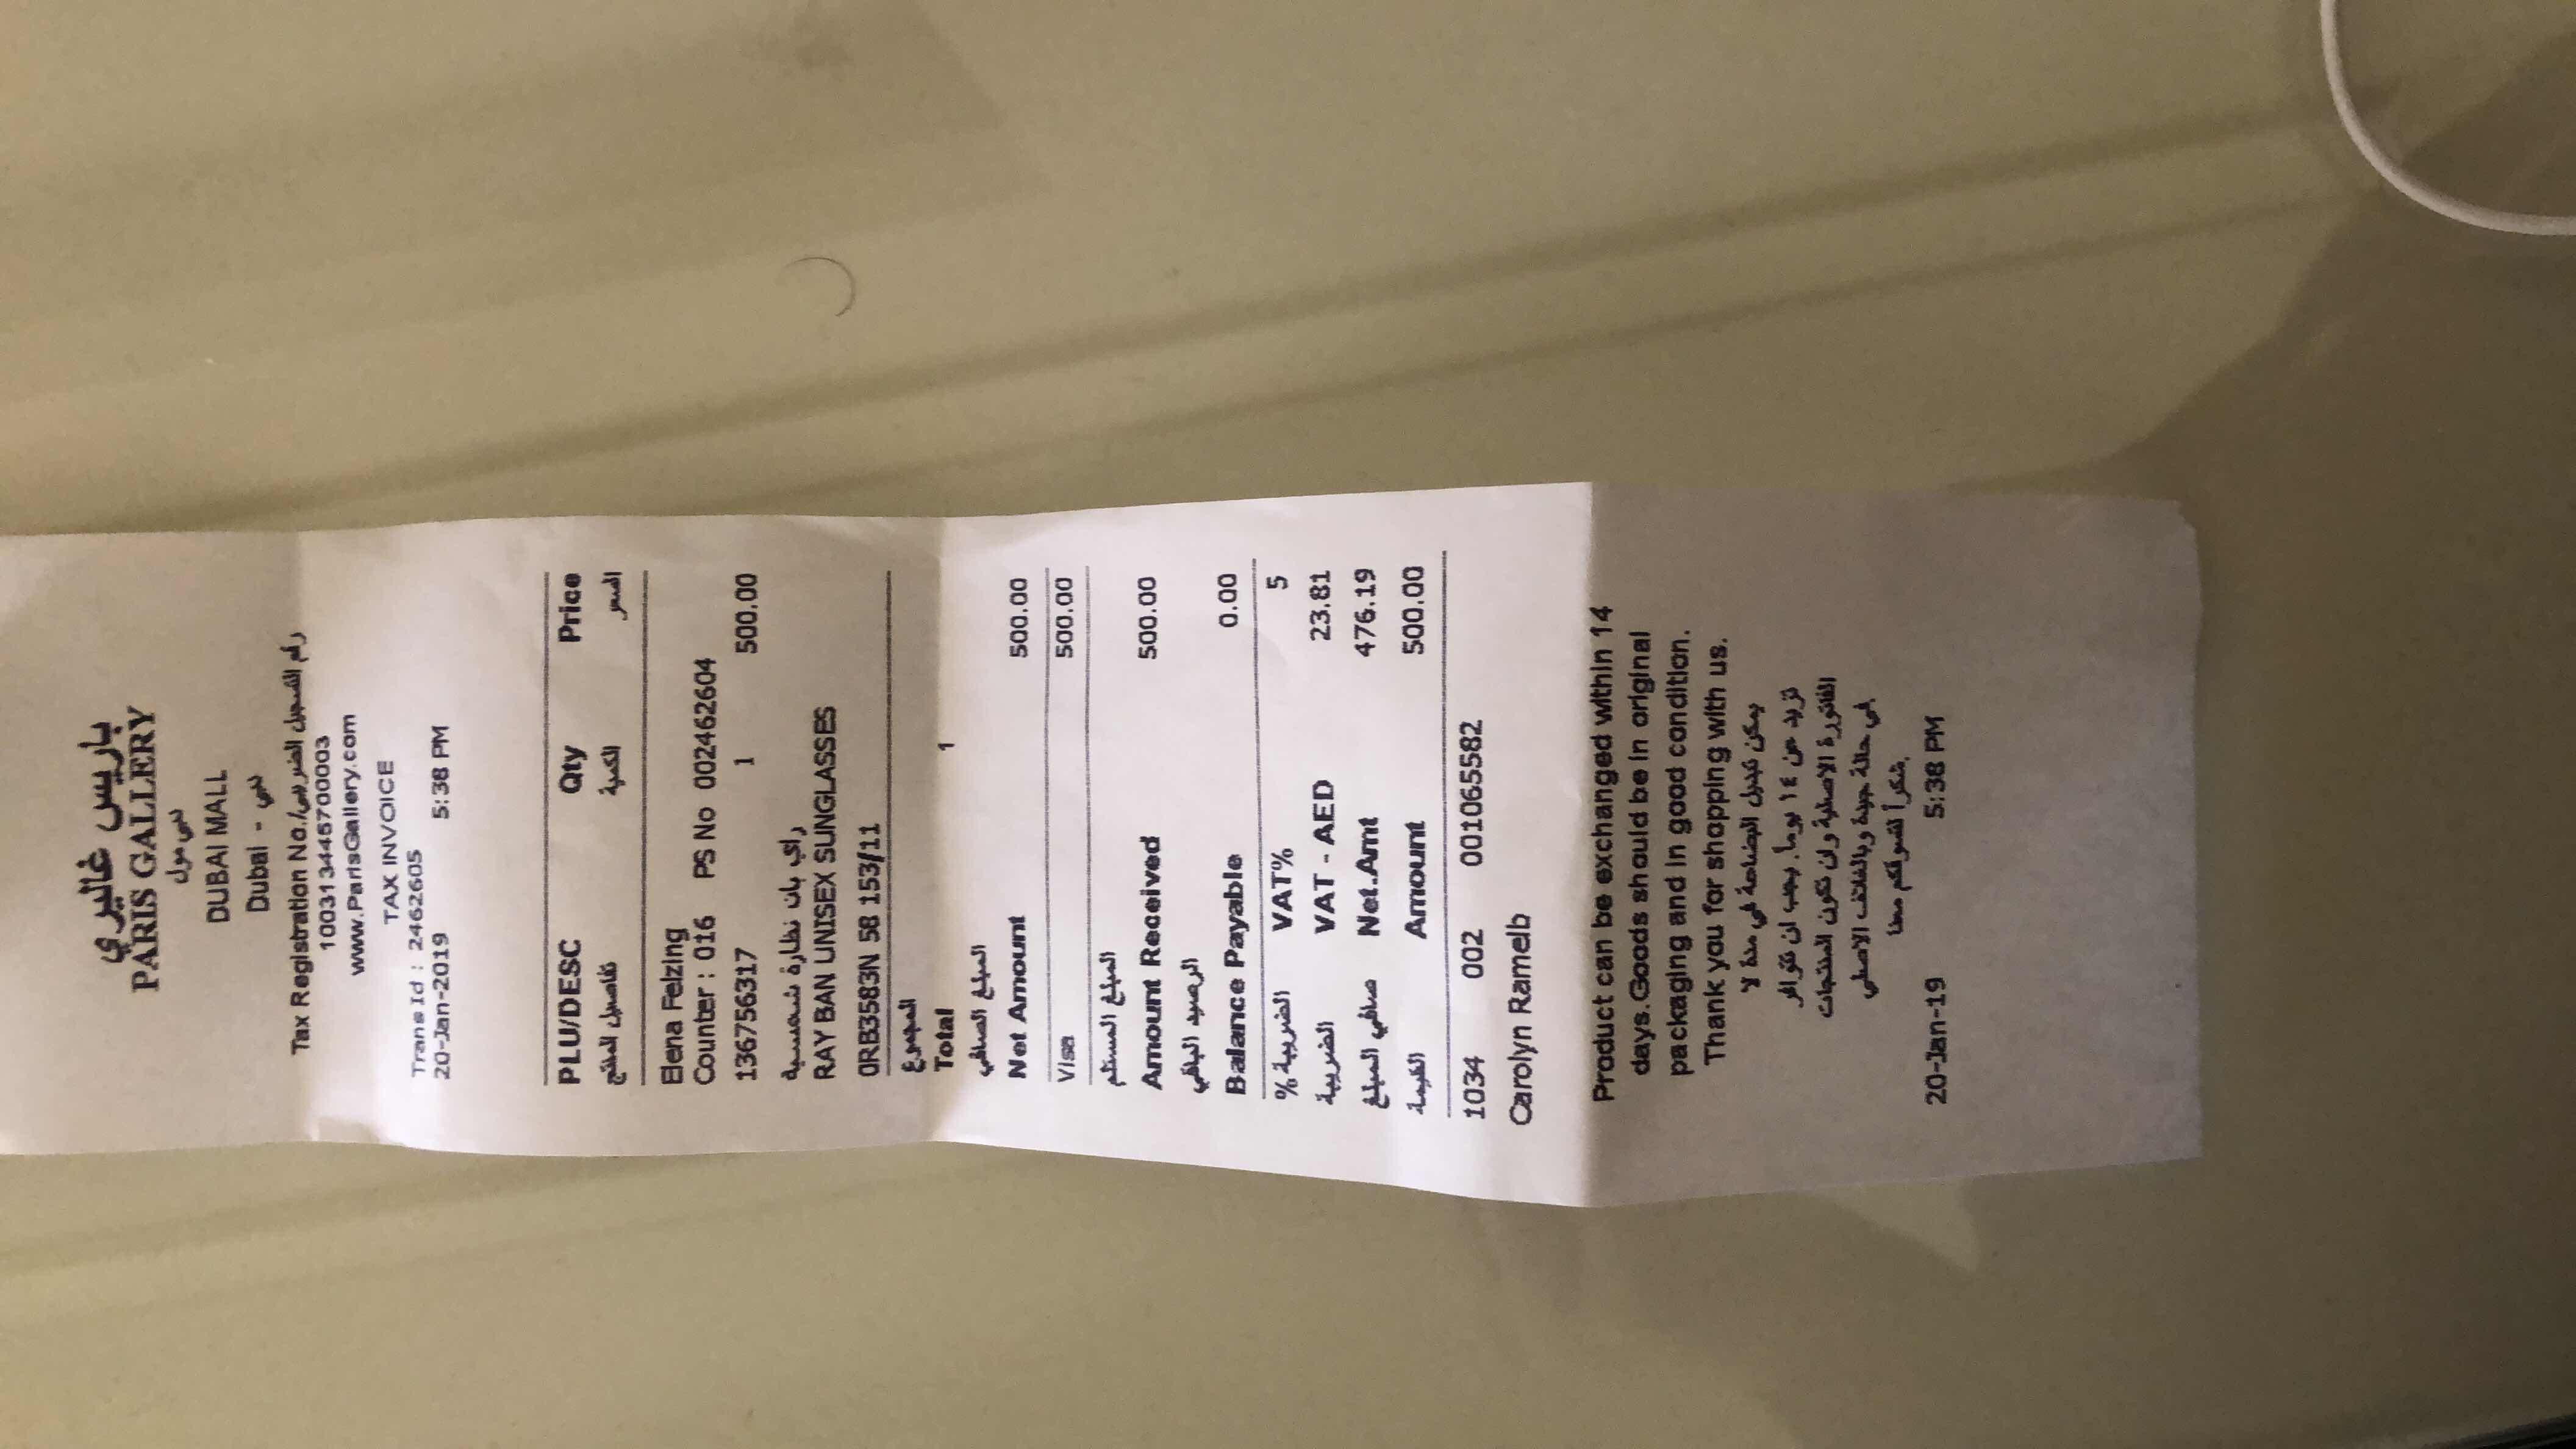 باريس غاليري
PARIS GALLERY
دبي مول
DUBAI MALL
Dubai - دبي
Tax Registration No./رقم التسجيل الضريبي
100313445700003
www.ParisGallery.com
TAX INVOICE
Trans Id : 2462605
20-Jan-2019 5:38 PM
PLU/DESC Qty Price
تفاصيل المنتج الكمية السعر
Elena Felzing
Counter : 016 PS No 002462604
136756317 1 500.00
راي بان نظارة شمسية
RAY BAN UNISEX SUNGLASSES
0RB3583N 58 153/11
المجموع
Total 1
المبلغ الصافي
Net Amount 500.00
Visa 500.00
المبلغ المستلم
Amount Received 500.00
الرصيد الباقي
Balance Payable 0.00
الضريبة % VAT% 5
الضريبة VAT - AED 23.81
صافي المبلغ Net.Amt 476.19
القيمة Amount 500.00
1034 002 001065582
Carolyn Ramelb
Product can be exchanged within 14
days.Goods should be in original
packaging and in good condition.
Thank you for shopping with us.
يمكن تبديل البضاعة في مدة لا
تزيد عن ١٤ يوماً. يجب ان تتوافر
الفاتورة الاصلية وان تكون المنتجات
في حالة جيدة وبالغلاف الاصلي.
شكراً لتسوقكم معنا.
20-Jan-19 5:38 PM